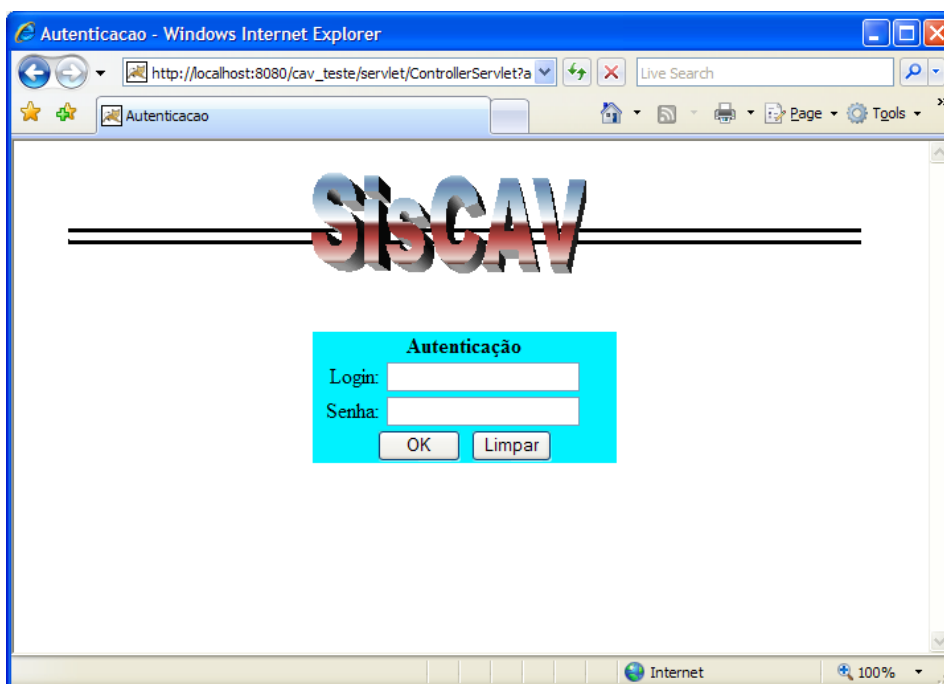 Autenticacao - Windows Internet Explorer
http://localhost:8080/cav_teste/servlet/ControllerServlet?a
Live Search
Autenticacao
Page
Tools
»
SisCAV
Autenticação
Login:
Senha:
OK
Limpar
Internet
100%